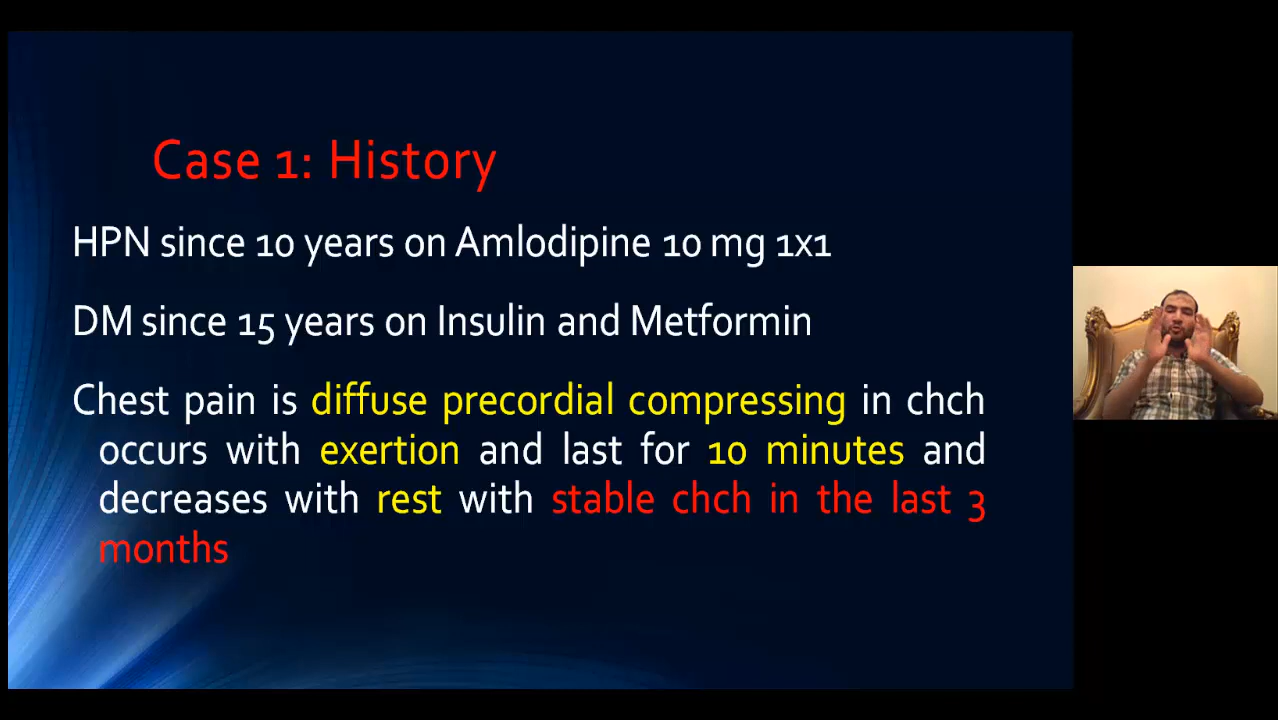 Case 1: History
HPN since 10 years on Amlodipine 10 mg 1x1
DM since 15 years on Insulin and Metformin
Chest pain is diffuse precordial compressing in chch
occurs with exertion and last for 10 minutes and
decreases with rest with stable chch in the last 3
months